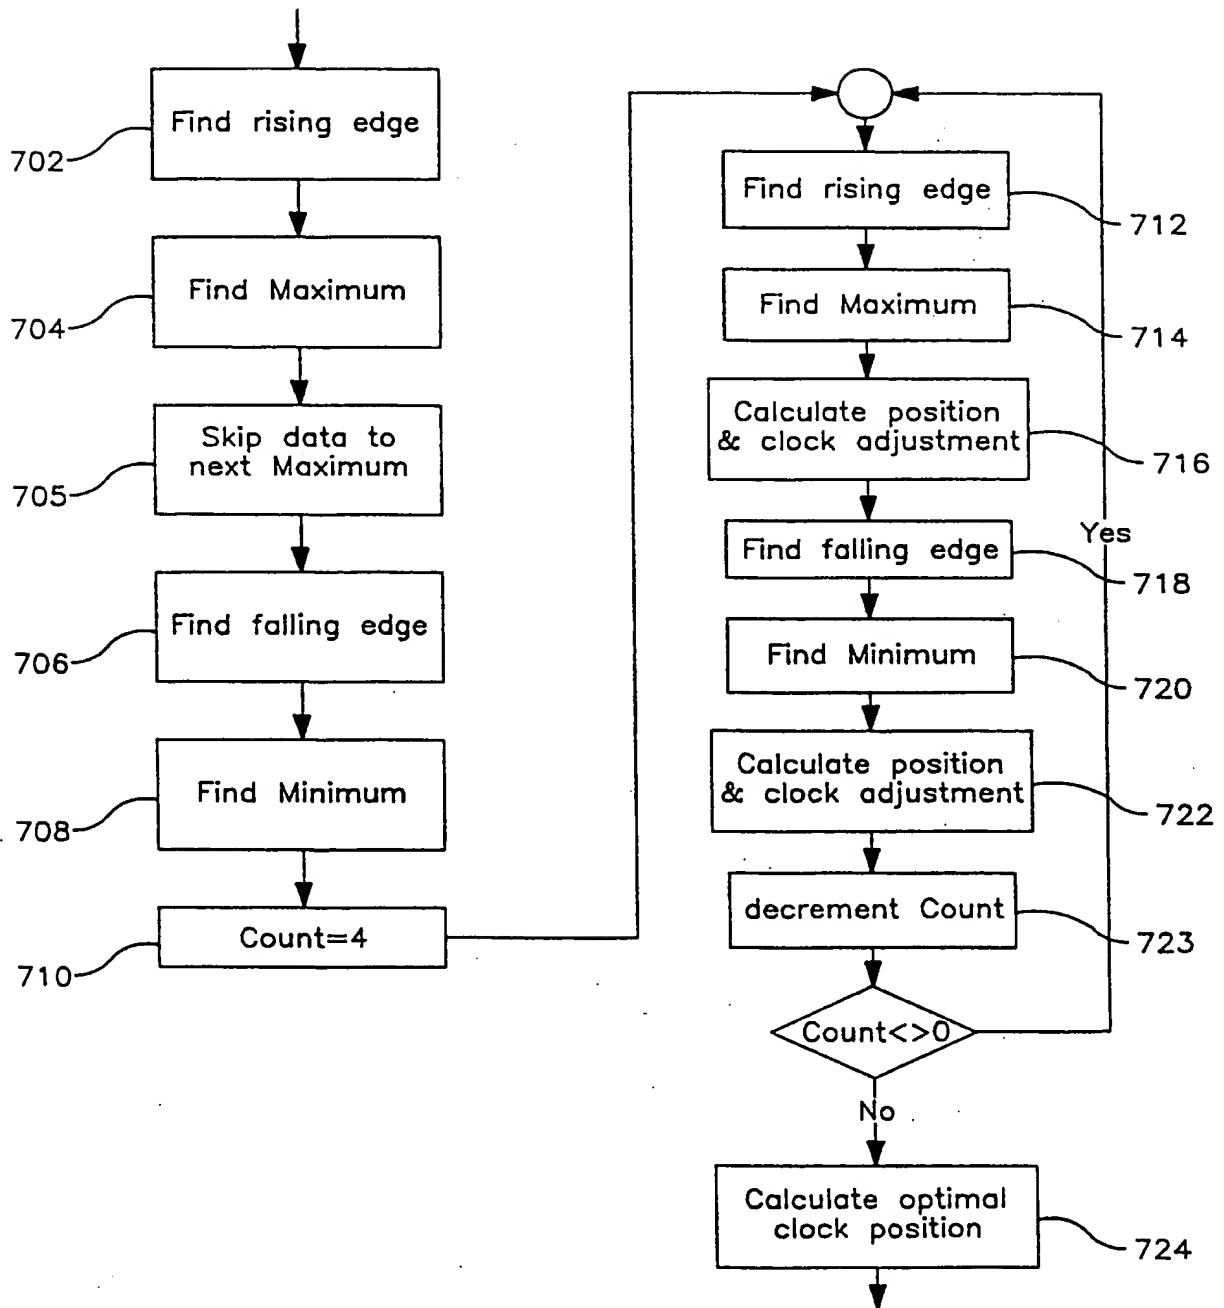 Find rising edge
702
Find Maximum
704
Skip data to
next Maximum
705
Find falling edge
706
Find Minimum
708
Count=4
710
Find rising edge
712
Find Maximum
714
Calculate position
& clock adjustment
716
Find falling edge
718
Yes
Find Minimum
720
Calculate position
& clock adjustment
722
decrement Count
723
Count<>0
No
Calculate optimal
clock position
724